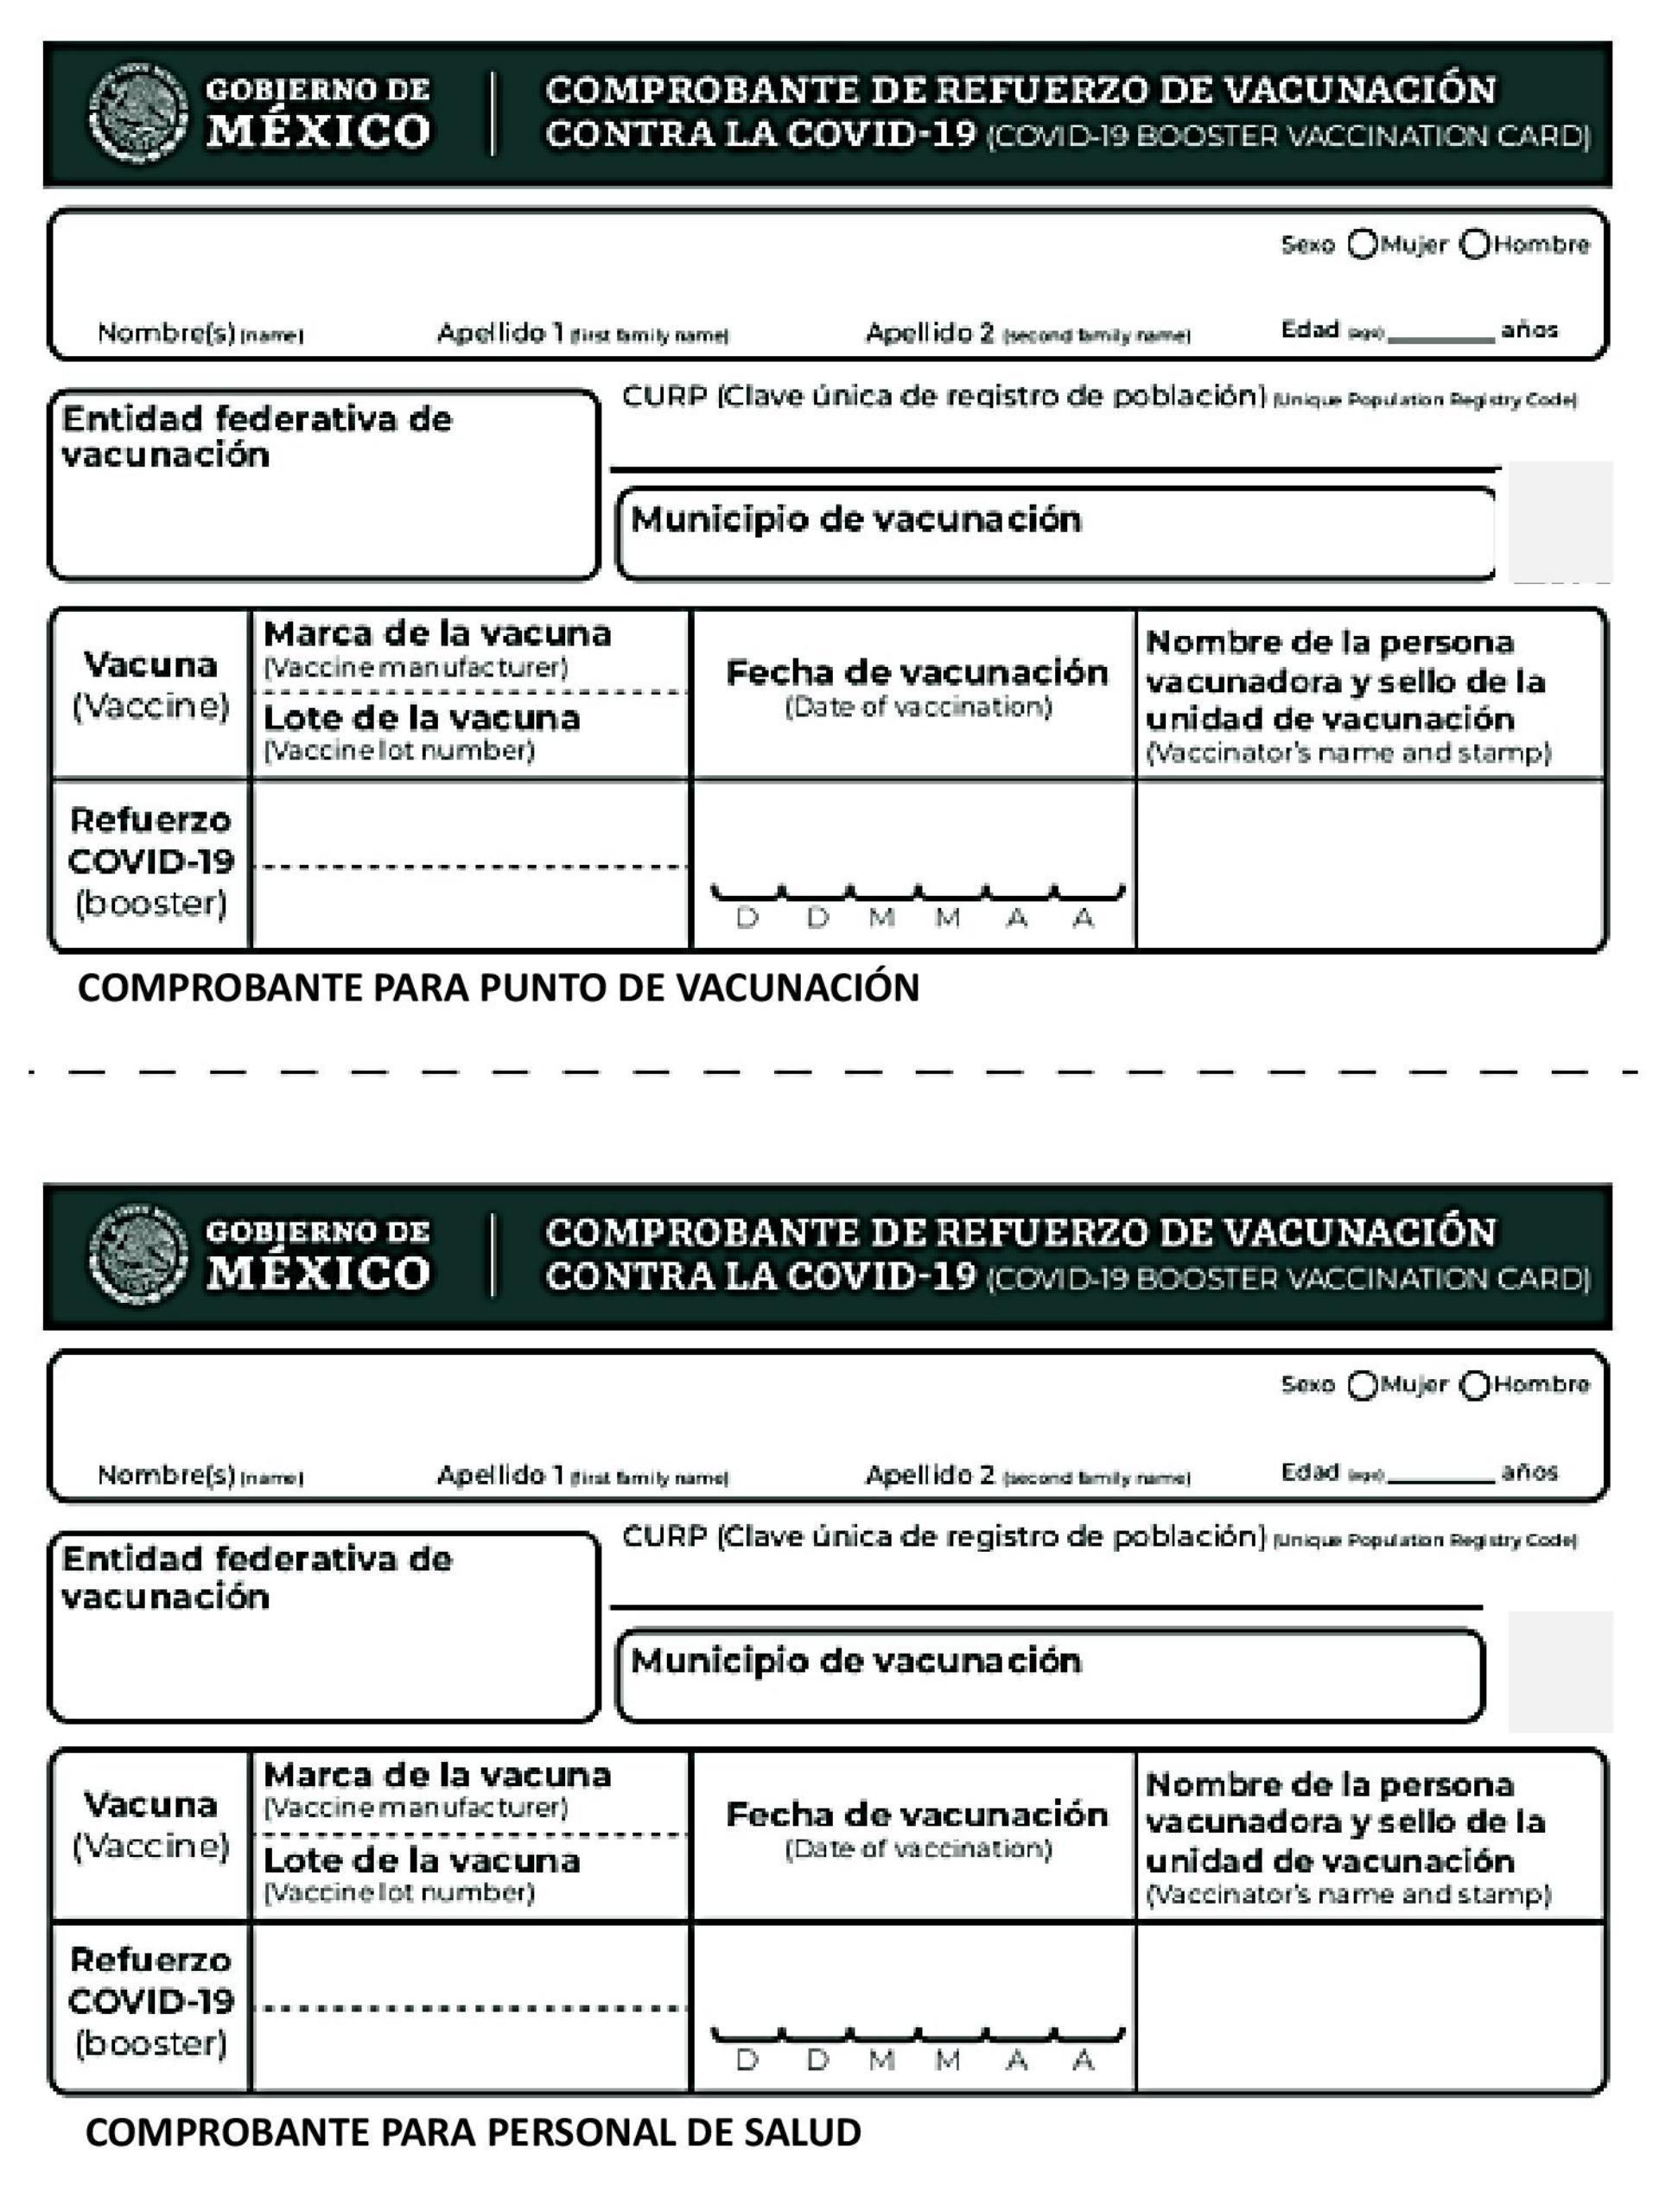 GOBIERNO DE
MÉXICO
COMPROBANTE DE REFUERZO DE VACUNACIÓN
CONTRA LA COVID-19 (COVID-19 BOOSTER VACCINATION CARD)
Sexo Mujer Hombre
Nombre(s) (name) Apellido 1 (first family name) Apellido 2 (second family name) Edad (age) años
Entidad federativa de
vacunación
CURP (Clave única de registro de población) (Unique Population Registry Code)
Municipio de vacunación
Vacuna
(Vaccine)
Marca de la vacuna
(Vaccine manufacturer)
Lote de la vacuna
(Vaccine lot number)
Fecha de vacunación
(Date of vaccination)
Nombre de la persona
vacunadora y sello de la
unidad de vacunación
(Vaccinator's name and stamp)
Refuerzo
COVID-19
(booster)
D D M M A A
COMPROBANTE PARA PUNTO DE VACUNACIÓN
GOBIERNO DE
MÉXICO
COMPROBANTE DE REFUERZO DE VACUNACIÓN
CONTRA LA COVID-19 (COVID-19 BOOSTER VACCINATION CARD)
Sexo Mujer Hombre
Nombre(s) (name) Apellido 1 (first family name) Apellido 2 (second family name) Edad (age) años
Entidad federativa de
vacunación
CURP (Clave única de registro de población) (Unique Population Registry Code)
Municipio de vacunación
Vacuna
(Vaccine)
Marca de la vacuna
(Vaccine manufacturer)
Lote de la vacuna
(Vaccine lot number)
Fecha de vacunación
(Date of vaccination)
Nombre de la persona
vacunadora y sello de la
unidad de vacunación
(Vaccinator's name and stamp)
Refuerzo
COVID-19
(booster)
D D M M A A
COMPROBANTE PARA PERSONAL DE SALUD